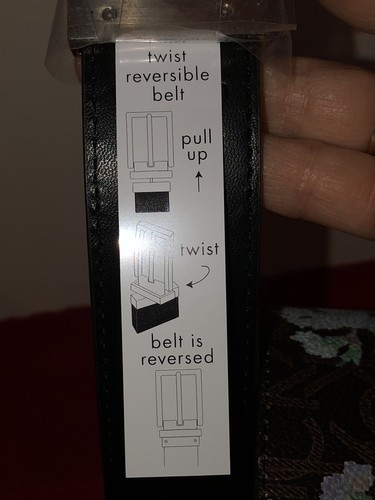 twist
reversible
belt
pull
up
twist
belt is
reversed